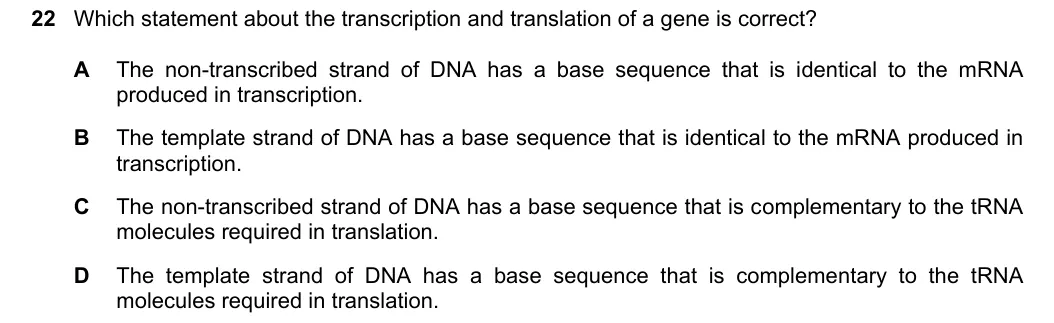 22 Which statement about the transcription and translation of a gene is correct?
A The non-transcribed strand of DNA has a base sequence that is identical to the mRNA
produced in transcription.
B The template strand of DNA has a base sequence that is identical to the mRNA produced in
transcription.
C The non-transcribed strand of DNA has a base sequence that is complementary to the tRNA
molecules required in translation.
D The template strand of DNA has a base sequence that is complementary to the tRNA
molecules required in translation.